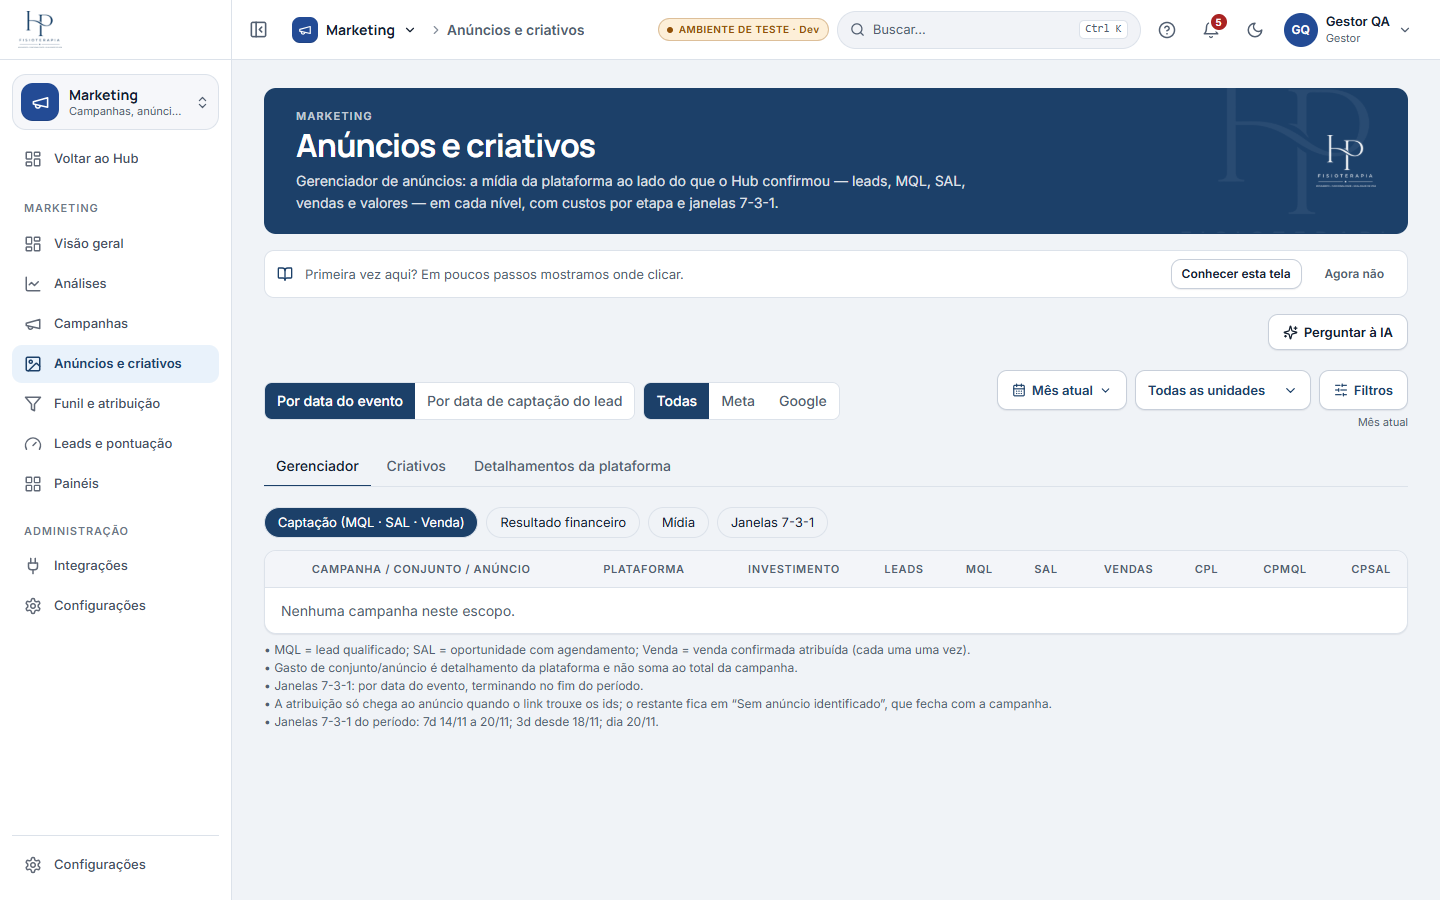 HP
FISIOTERAPIA
Marketing
Campanhas, anúnci...
Voltar ao Hub
MARKETING
Visão geral
Análises
Campanhas
Anúncios e criativos
Funil e atribuição
Leads e pontuação
Painéis
ADMINISTRAÇÃO
Integrações
Configurações
Configurações
Marketing
Anúncios e criativos
AMBIENTE DE TESTE · Dev
Buscar...
Ctrl K
5
GQ
Gestor QA
Gestor
MARKETING
Anúncios e criativos
Gerenciador de anúncios: a mídia da plataforma ao lado do que o Hub confirmou — leads, MQL, SAL,
vendas e valores — em cada nível, com custos por etapa e janelas 7-3-1.
HP
FISIOTERAPIA
Primeira vez aqui? Em poucos passos mostramos onde clicar.
Conhecer esta tela
Agora não
Perguntar à IA
Por data do evento
Por data de captação do lead
Todas
Meta
Google
Mês atual
Todas as unidades
Filtros
Mês atual
Gerenciador
Criativos
Detalhamentos da plataforma
Captação (MQL · SAL · Venda)
Resultado financeiro
Mídia
Janelas 7-3-1
CAMPANHA / CONJUNTO / ANÚNCIO
PLATAFORMA
INVESTIMENTO
LEADS
MQL
SAL
VENDAS
CPL
CPMQL
CPSAL
Nenhuma campanha neste escopo.
• MQL = lead qualificado; SAL = oportunidade com agendamento; Venda = venda confirmada atribuída (cada uma uma vez).
• Gasto de conjunto/anúncio é detalhamento da plataforma e não soma ao total da campanha.
• Janelas 7-3-1: por data do evento, terminando no fim do período.
• A atribuição só chega ao anúncio quando o link trouxe os ids; o restante fica em “Sem anúncio identificado”, que fecha com a campanha.
• Janelas 7-3-1 do período: 7d 14/11 a 20/11; 3d desde 18/11; dia 20/11.